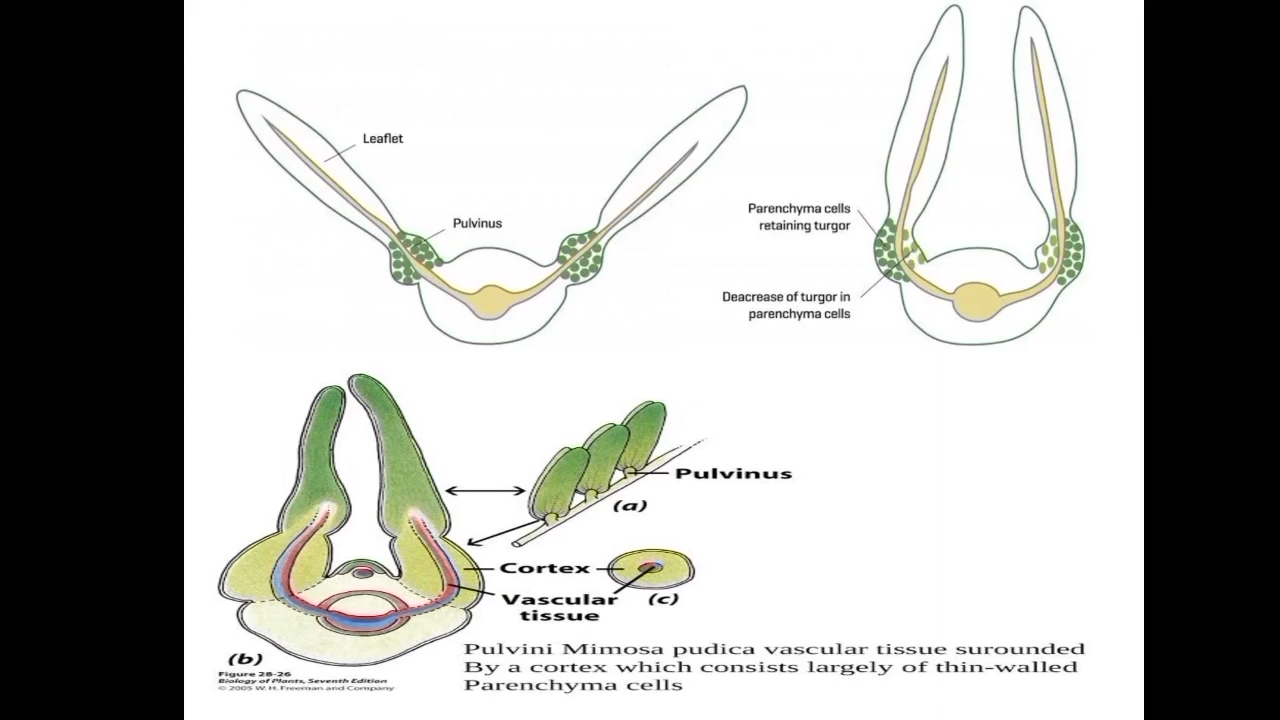 Leaflet
Pulvinus
Parenchyma cells
retaining turgor
Deacrease of turgor in
parenchyma cells
Pulvinus
(a)
Cortex
Vascular
tissue
(c)
(b)
Figure 28-26
Biology of Plants, Seventh Edition
© 2005 W. H. Freeman and Company
Pulvini Mimosa pudica vascular tissue surounded
By a cortex which consists largely of thin-walled
Parenchyma cells